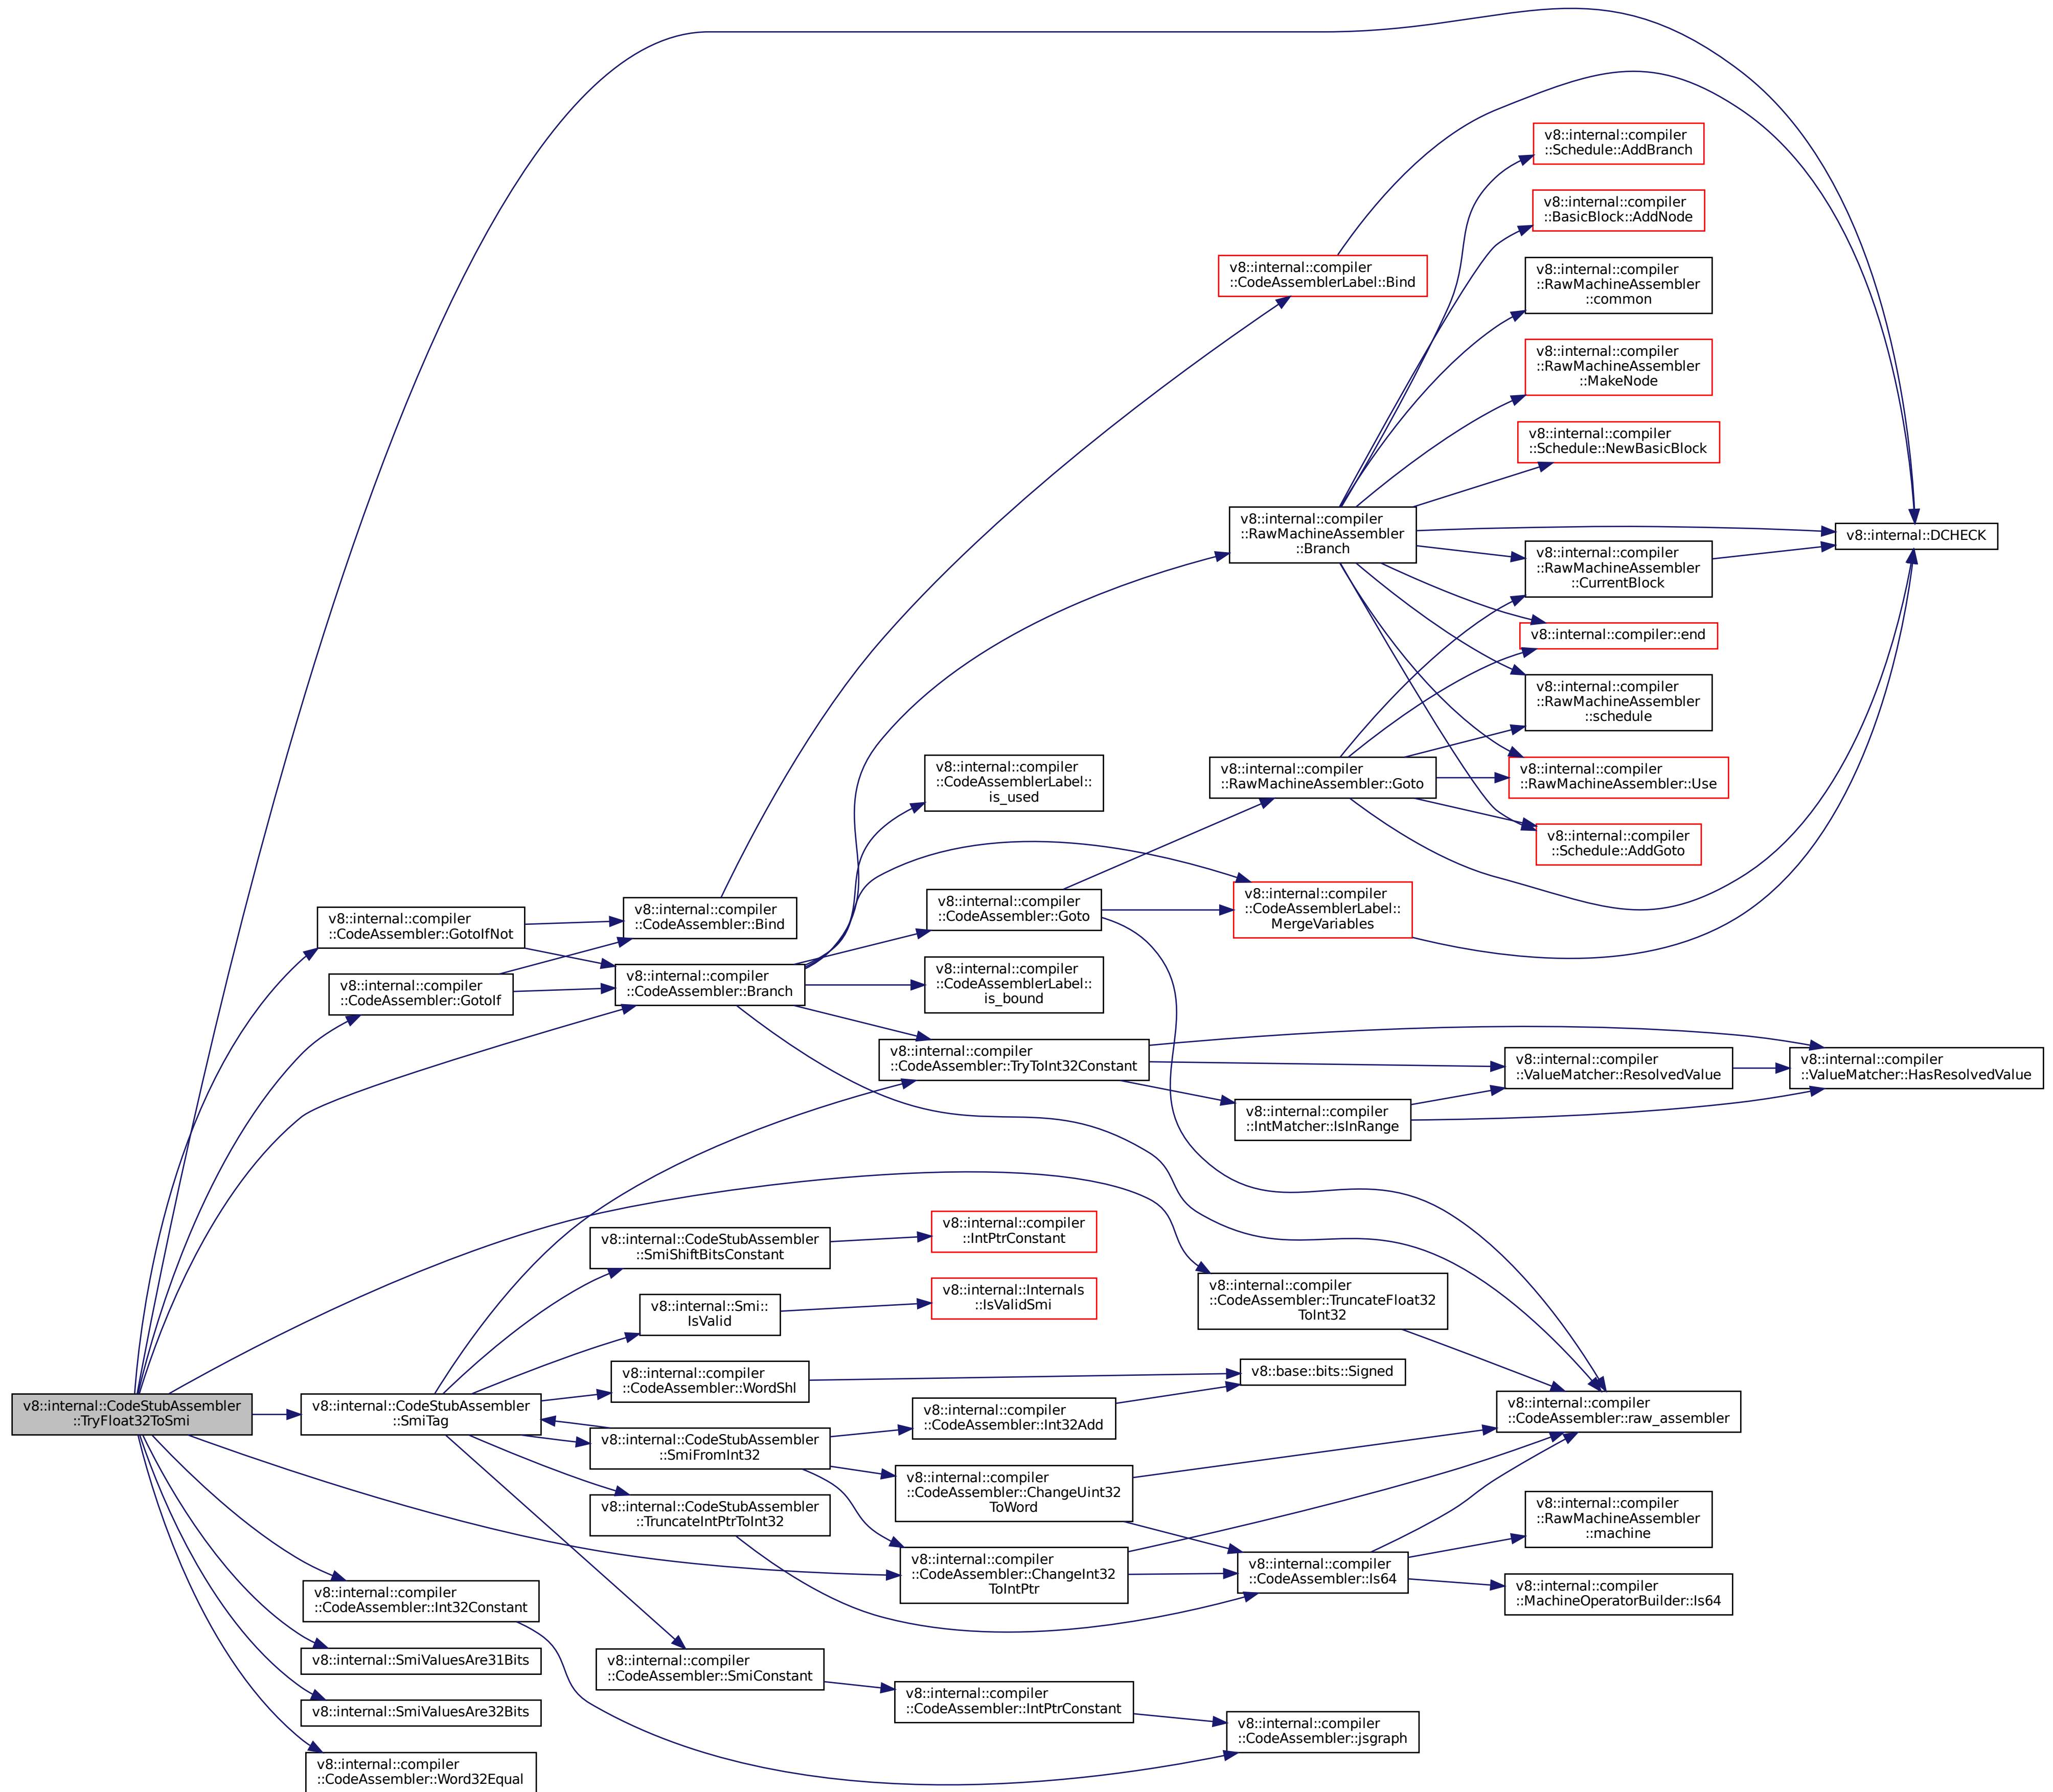 v8::internal::compiler
::Schedule::AddBranch
v8::internal::compiler
::BasicBlock::AddNode
v8::internal::compiler
::CodeAssemblerLabel::Bind
v8::internal::compiler
::RawMachineAssembler
::common
v8::internal::compiler
::RawMachineAssembler
::MakeNode
v8::internal::compiler
::Schedule::NewBasicBlock
v8::internal::compiler
::RawMachineAssembler
::Branch
v8::internal::DCHECK
v8::internal::compiler
::RawMachineAssembler
::CurrentBlock
v8::internal::compiler::end
v8::internal::compiler
::RawMachineAssembler
::schedule
v8::internal::compiler
::CodeAssemblerLabel::
is_used
v8::internal::compiler
::RawMachineAssembler::Goto
v8::internal::compiler
::RawMachineAssembler::Use
v8::internal::compiler
::Schedule::AddGoto
v8::internal::compiler
::CodeAssembler::GotoIfNot
v8::internal::compiler
::CodeAssembler::Bind
v8::internal::compiler
::CodeAssembler::Goto
v8::internal::compiler
::CodeAssemblerLabel::
MergeVariables
v8::internal::compiler
::CodeAssembler::GotoIf
v8::internal::compiler
::CodeAssembler::Branch
v8::internal::compiler
::CodeAssemblerLabel::
is_bound
v8::internal::compiler
::CodeAssembler::TryToInt32Constant
v8::internal::compiler
::ValueMatcher::ResolvedValue
v8::internal::compiler
::ValueMatcher::HasResolvedValue
v8::internal::compiler
::IntMatcher::IsInRange
v8::internal::CodeStubAssembler
::SmiShiftBitsConstant
v8::internal::compiler
::IntPtrConstant
v8::internal::Smi::
IsValid
v8::internal::Internals
::IsValidSmi
v8::internal::compiler
::CodeAssembler::TruncateFloat32
ToInt32
v8::internal::CodeStubAssembler
::TryFloat32ToSmi
v8::internal::CodeStubAssembler
::SmiTag
v8::internal::compiler
::CodeAssembler::WordShl
v8::base::bits::Signed
v8::internal::compiler
::CodeAssembler::Int32Add
v8::internal::compiler
::CodeAssembler::raw_assembler
v8::internal::CodeStubAssembler
::SmiFromInt32
v8::internal::compiler
::CodeAssembler::ChangeUint32
ToWord
v8::internal::CodeStubAssembler
::TruncateIntPtrToInt32
v8::internal::compiler
::RawMachineAssembler
::machine
v8::internal::compiler
::CodeAssembler::ChangeInt32
ToIntPtr
v8::internal::compiler
::CodeAssembler::Is64
v8::internal::compiler
::MachineOperatorBuilder::Is64
v8::internal::compiler
::CodeAssembler::Int32Constant
v8::internal::SmiValuesAre31Bits
v8::internal::compiler
::CodeAssembler::SmiConstant
v8::internal::compiler
::CodeAssembler::IntPtrConstant
v8::internal::SmiValuesAre32Bits
v8::internal::compiler
::CodeAssembler::jsgraph
v8::internal::compiler
::CodeAssembler::Word32Equal